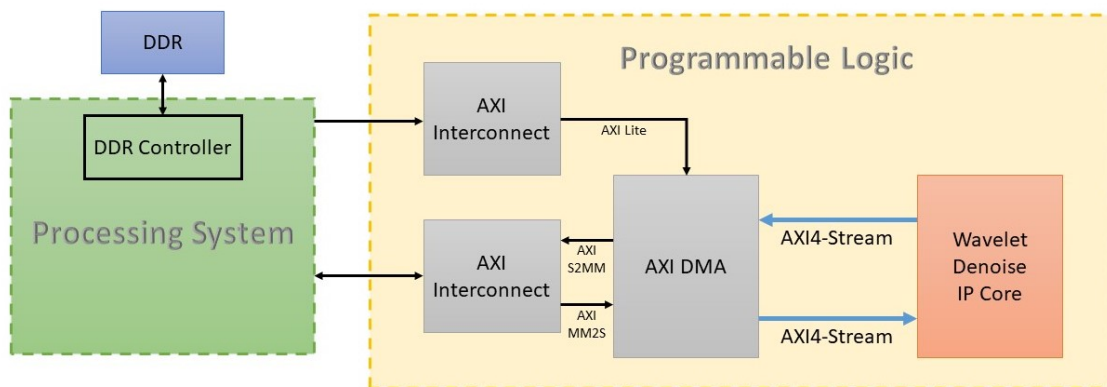 DDR
DDR Controller
Processing System
Programmable Logic
AXI
Interconnect
AXI Lite
AXI
Interconnect
AXI
S2MM
AXI
MM2S
AXI DMA
AXI4-Stream
AXI4-Stream
Wavelet
Denoise
IP Core